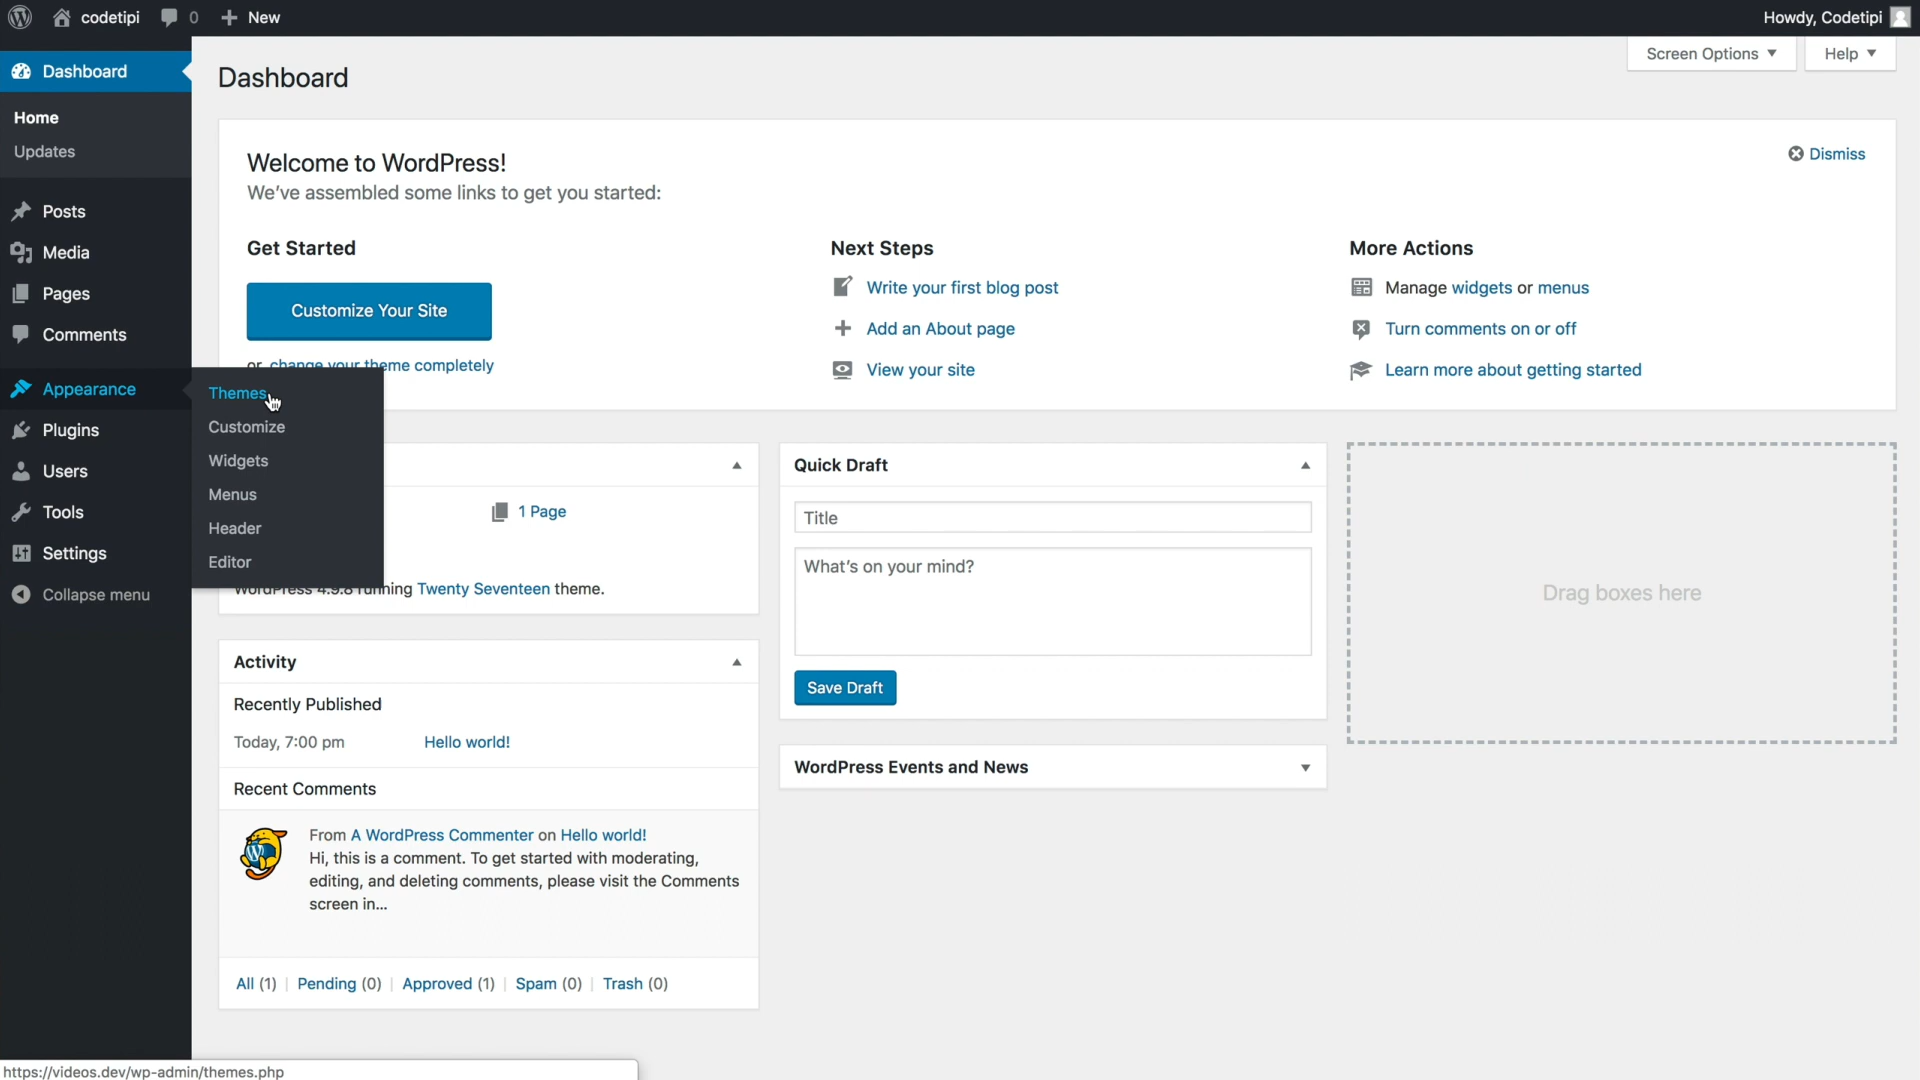 codetipi 0 New
Howdy, Codetipi
Dashboard
Home
Updates
Posts
Media
Pages
Comments
Appearance
Plugins
Users
Tools
Settings
Collapse menu
Themes
Customize
Widgets
Menus
Header
Editor
Dashboard
Screen Options
Help
Welcome to WordPress!
We've assembled some links to get you started:
Dismiss
Get Started
Customize Your Site
or change your theme completely
Next Steps
Write your first blog post
Add an About page
View your site
More Actions
Manage widgets or menus
Turn comments on or off
Learn more about getting started
1 Page
WordPress 4.9.8 running Twenty Seventeen theme.
Activity
Recently Published
Today, 7:00 pm Hello world!
Recent Comments
From A WordPress Commenter on Hello world!
Hi, this is a comment. To get started with moderating,
editing, and deleting comments, please visit the Comments
screen in...
All (1) | Pending (0) | Approved (1) | Spam (0) | Trash (0)
Quick Draft
Title
What's on your mind?
Save Draft
WordPress Events and News
Drag boxes here
https://videos.dev/wp-admin/themes.php